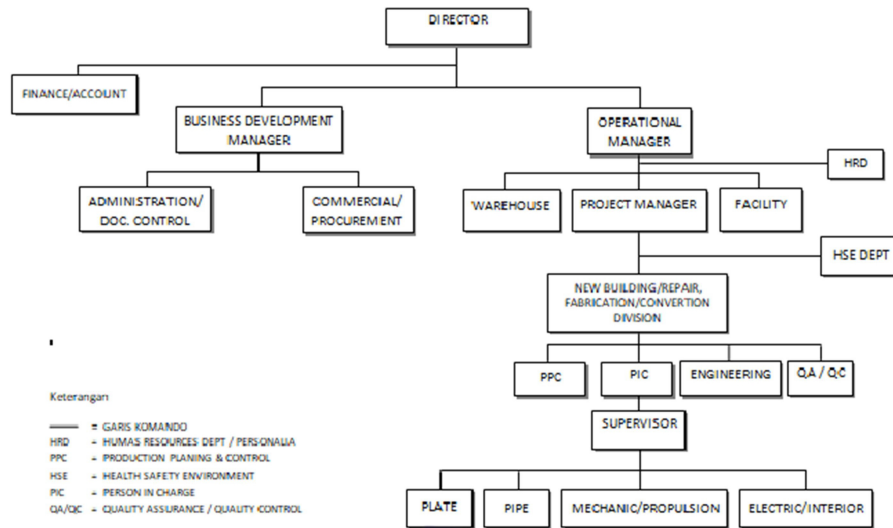 DIRECTOR
FINANCE/ACCOUNT
BUSINESS DEVELOPMENT
MANAGER
OPERATIONAL
MANAGER
HRD
ADMINISTRATION/
DOC. CONTROL
COMMERCIAL/
PROCUREMENT
WAREHOUSE
PROJECT MANAGER
FACILITY
HSE DEPT
NEW BUILDING/REPAIR,
FABRICATION/CONVERTION
DIVISION
PPC
PIC
ENGINEERING
QA / QC
SUPERVISOR
PLATE
PIPE
MECHANIC/PROPULSION
ELECTRIC/INTERIOR
Keterangan
= GARIS KOMANDO
HRD = HUMAS RESOURCES DEPT / PERSONALIA
PPC = PRODUCTION PLANING & CONTROL
HSE = HEALTH SAFETY ENVIRONMENT
PIC = PERSON IN CHARGE
QA/QC = QUALITY ASSURANCE / QUALITY CONTROL